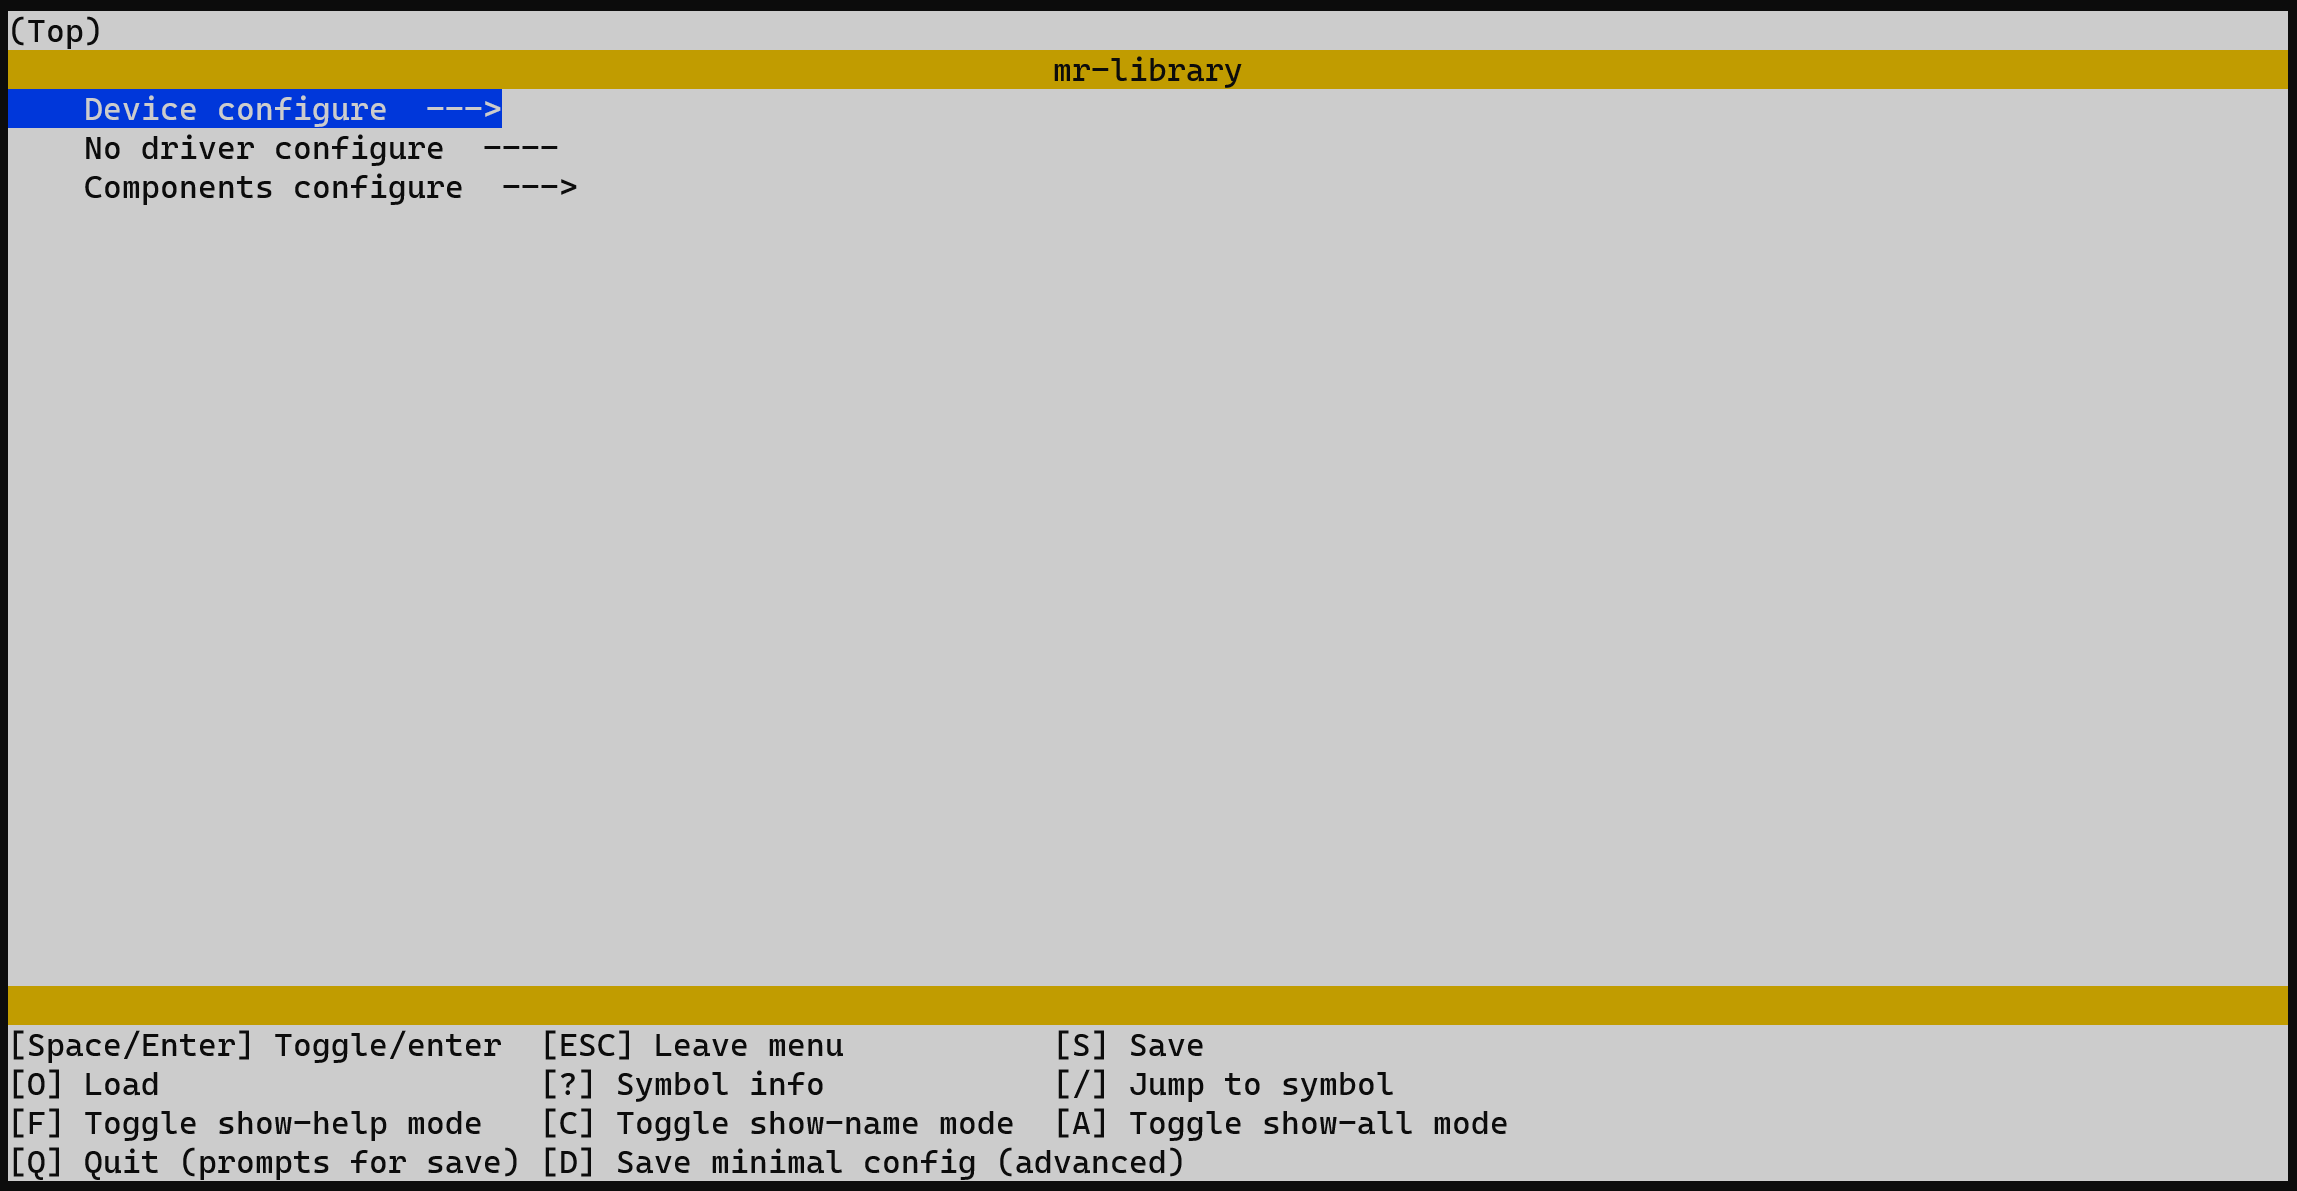 (Top)
mr-library
Device configure  --->
No driver configure  ----
Components configure  --->
[Space/Enter] Toggle/enter  [ESC] Leave menu           [S] Save
[O] Load                    [?] Symbol info            [/] Jump to symbol
[F] Toggle show-help mode   [C] Toggle show-name mode  [A] Toggle show-all mode
[Q] Quit (prompts for save) [D] Save minimal config (advanced)